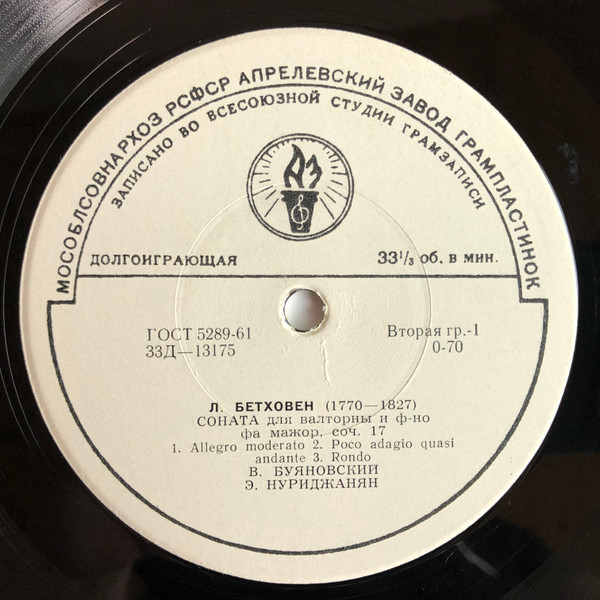 МОСОБЛСОВНАРХОЗ РСФСР АПРЕЛЕВСКИЙ ЗАВОД ГРАМПЛАСТИНОК
ЗАПИСАНО ВО ВСЕСОЮЗНОЙ СТУДИИ ГРАМЗАПИСИ
АЗ
ДОЛГОИГРАЮЩАЯ 33 1/3 об. в мин.
ГОСТ 5289-61 Вторая гр.-1
33Д—13175 0-70
Л. БЕТХОВЕН (1770—1827)
СОНАТА для валторны и ф-но
фа мажор, соч. 17
1. Allegro moderato 2. Poco adagio quasi
andante 3. Rondo
В. БУЯНОВСКИЙ
Э. НУРИДЖАНЯН